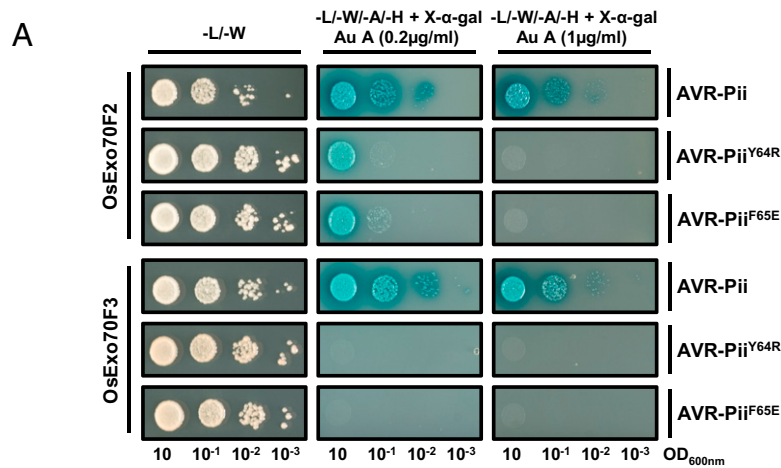 A
-L/-W
-L/-W/-A/-H + X-α-gal
Au A (0.2µg/ml)
-L/-W/-A/-H + X-α-gal
Au A (1µg/ml)
OsExo70F2
AVR-Pii
AVR-Pii^Y64R
AVR-Pii^F65E
OsExo70F3
AVR-Pii
AVR-Pii^Y64R
AVR-Pii^F65E
10 10⁻¹ 10⁻² 10⁻³ 10 10⁻¹ 10⁻² 10⁻³ 10 10⁻¹ 10⁻² 10⁻³ OD600nm